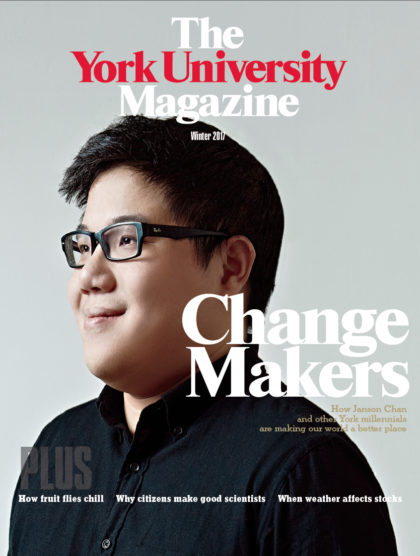 The
York University
Magazine
Winter 2017
Change
Makers
How Janson Chan
and other York millennials
are making our world a better place
PLUS
How fruit flies chill Why citizens make good scientists When weather affects stocks